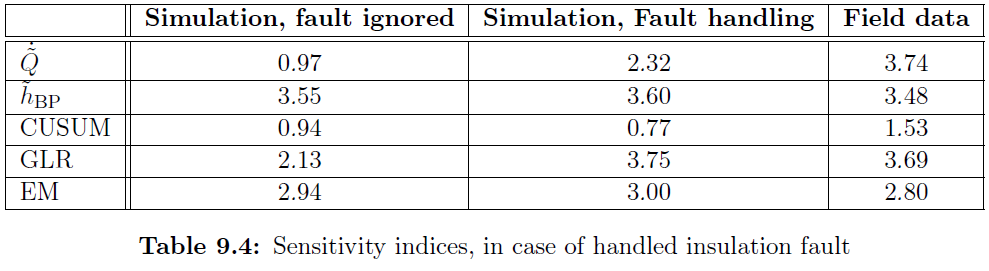 Simulation, fault ignored Simulation, Fault handling Field data
$\dot{\tilde{Q}}$ 0.97 2.32 3.74
$\tilde{h}_{\mathrm{BP}}$ 3.55 3.60 3.48
CUSUM 0.94 0.77 1.53
GLR 2.13 3.75 3.69
EM 2.94 3.00 2.80
Table 9.4: Sensitivity indices, in case of handled insulation fault